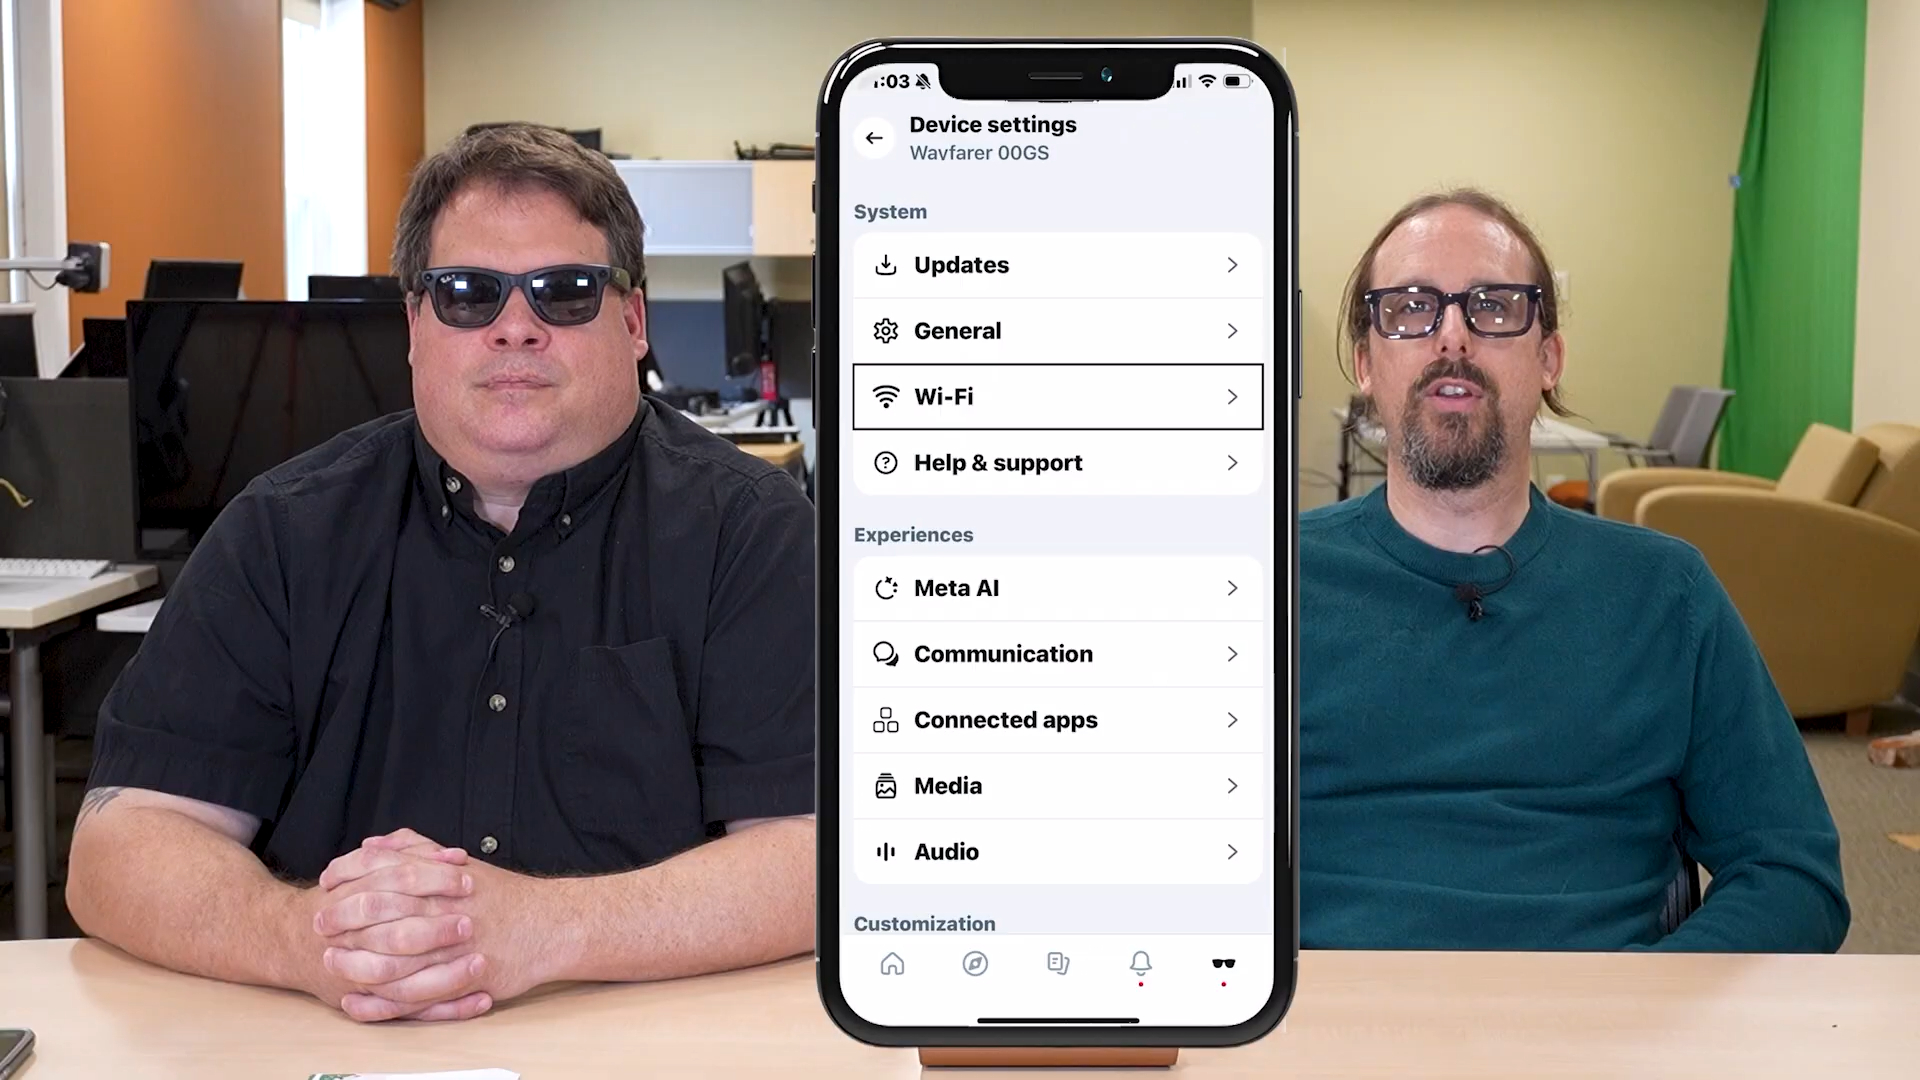 :03
Device settings
Wayfarer 00GS
System
Updates
General
Wi-Fi
Help & support
Experiences
Meta AI
Communication
Connected apps
Media
Audio
Customization